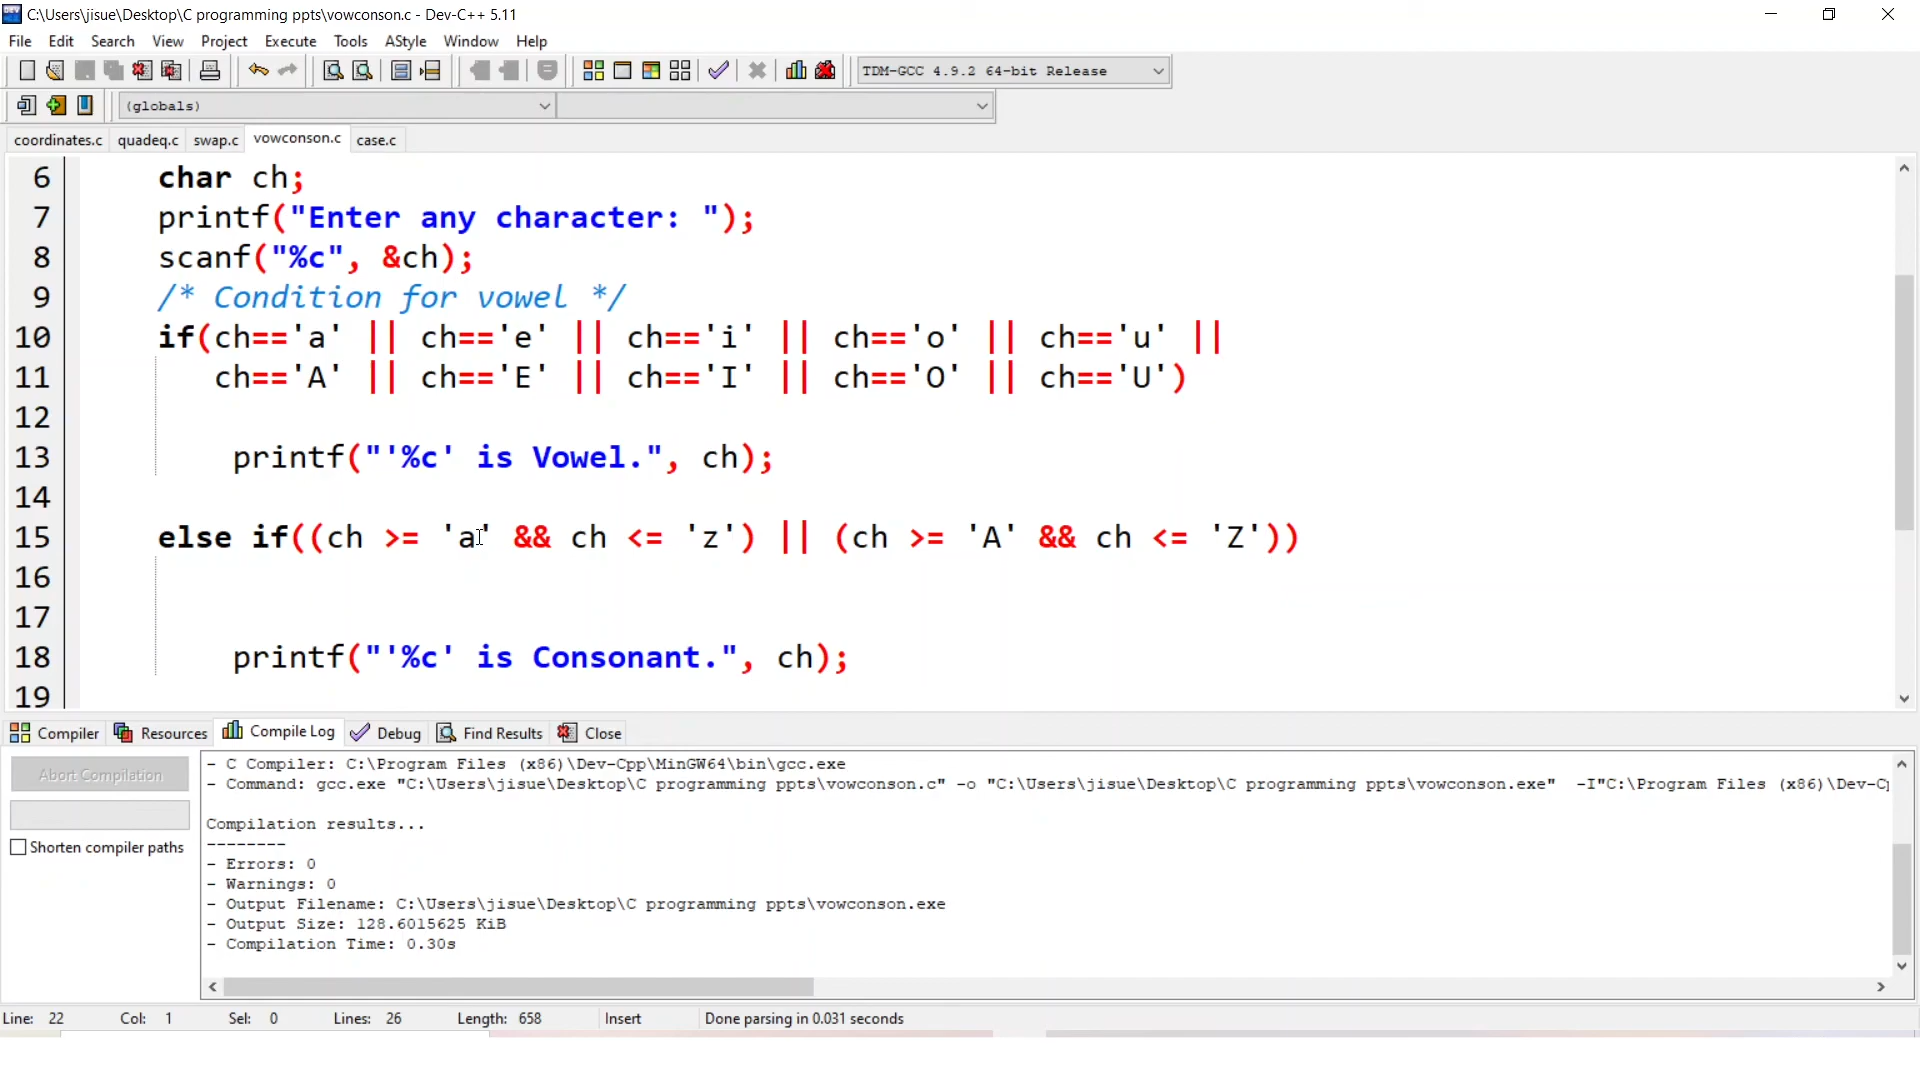 C:\Users\jisue\Desktop\C programming ppts\vowconson.c - Dev-C++ 5.11
File Edit Search View Project Execute Tools AStyle Window Help
TDM-GCC 4.9.2 64-bit Release
(globals)
coordinates.c quadeq.c swap.c vowconson.c case.c
6 char ch;
7 printf("Enter any character: ");
8 scanf("%c", &ch);
9 /* Condition for vowel */
10 if(ch=='a' || ch=='e' || ch=='i' || ch=='o' || ch=='u' ||
11 ch=='A' || ch=='E' || ch=='I' || ch=='O' || ch=='U')
12
13 printf("'%c' is Vowel.", ch);
14
15 else if((ch >= 'a' && ch <= 'z') || (ch >= 'A' && ch <= 'Z'))
16
17
18 printf("'%c' is Consonant.", ch);
19
Compiler Resources Compile Log Debug Find Results Close
Abort Compilation
Shorten compiler paths
- C Compiler: C:\Program Files (x86)\Dev-Cpp\MinGW64\bin\gcc.exe
- Command: gcc.exe "C:\Users\jisue\Desktop\C programming ppts\vowconson.c" -o "C:\Users\jisue\Desktop\C programming ppts\vowconson.exe" -I"C:\Program Files (x86)\Dev-C
Compilation results...
--------
- Errors: 0
- Warnings: 0
- Output Filename: C:\Users\jisue\Desktop\C programming ppts\vowconson.exe
- Output Size: 128.6015625 KiB
- Compilation Time: 0.30s
Line: 22 Col: 1 Sel: 0 Lines: 26 Length: 658 Insert Done parsing in 0.031 seconds